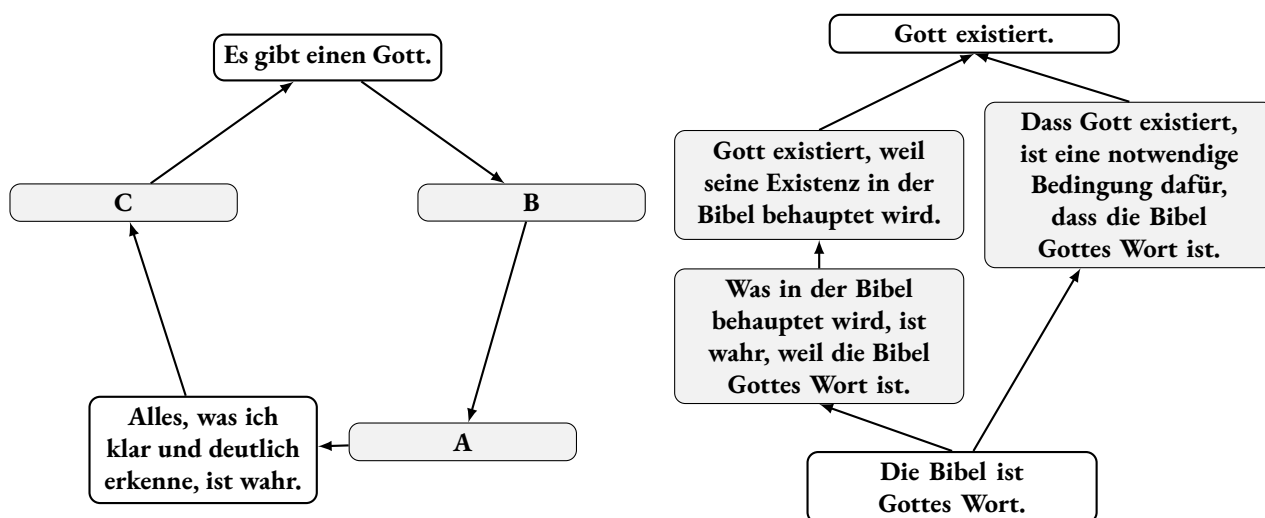 Es gibt einen Gott.
C
B
Alles, was ich
klar und deutlich
erkenne, ist wahr.
A
Gott existiert.
Gott existiert, weil
seine Existenz in der
Bibel behauptet wird.
Dass Gott existiert,
ist eine notwendige
Bedingung dafür,
dass die Bibel
Gottes Wort ist.
Was in der Bibel
behauptet wird, ist
wahr, weil die Bibel
Gottes Wort ist.
Die Bibel ist
Gottes Wort.